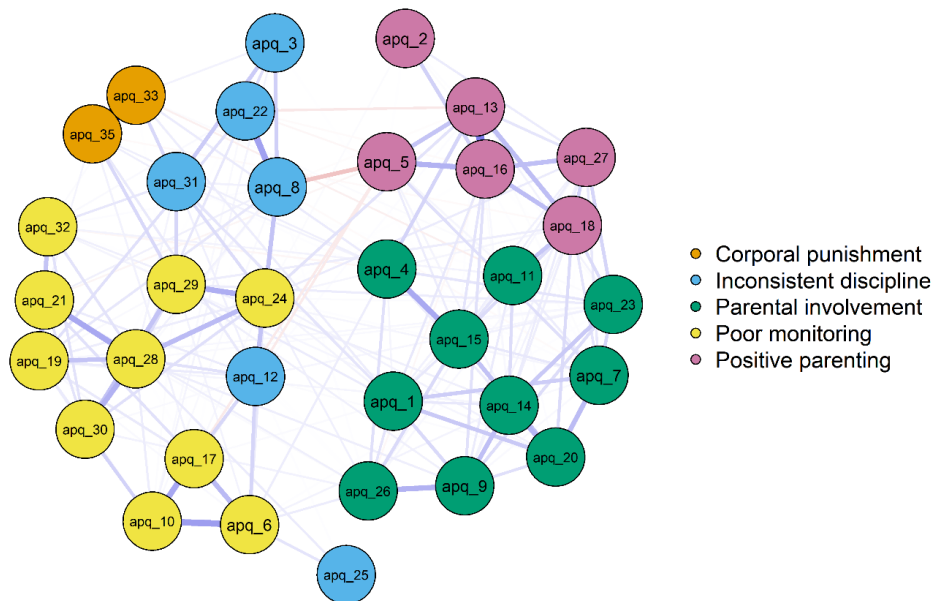 apq_3
apq_2
apq_33
apq_22
apq_13
apq_35
apq_5
apq_16
apq_27
apq_31
apq_8
apq_32
apq_18
apq_4
apq_11
apq_29
apq_21
apq_24
apq_23
apq_15
apq_19
apq_28
apq_12
apq_7
apq_1
apq_14
apq_30
apq_17
apq_20
apq_26
apq_9
apq_10
apq_6
apq_25
Corporal punishment
Inconsistent discipline
Parental involvement
Poor monitoring
Positive parenting